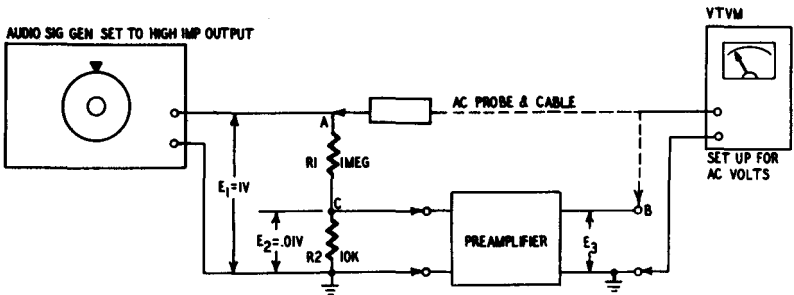 VTVM
AUDIO SIG GEN SET TO HIGH IMP OUTPUT
AC PROBE & CABLE
A
R1 1MEG
SET UP FOR
AC VOLTS
E1=1V
C
B
E2=.01V
R2 10K
PREAMPLIFIER
E3